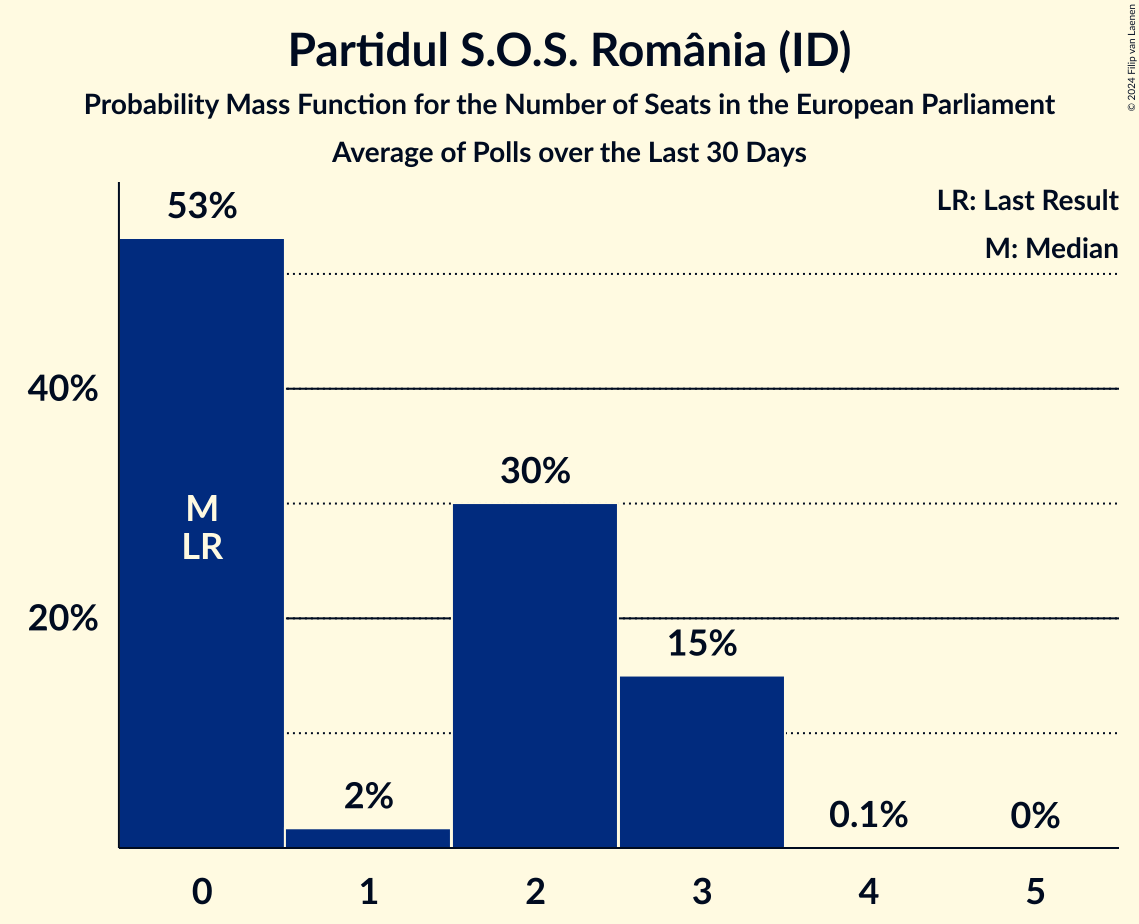 Partidul S.O.S. România (ID)
Probability Mass Function for the Number of Seats in the European Parliament
Average of Polls over the Last 30 Days
© 2024 Filip van Laenen
LR: Last Result
M: Median
53%
40%
30%
M
LR
20%
15%
2%
0.1%
0%
0 1 2 3 4 5